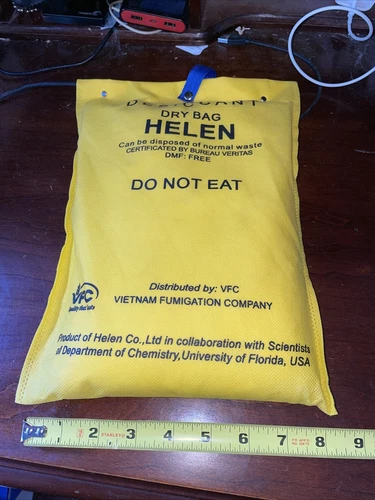 DESICCANT
DRY BAG
HELEN
Can be disposed of normal waste
CERTIFICATED BY BUREAU VERITAS
DMF: FREE
DO NOT EAT
Distributed by: VFC
VFC
VIETNAM FUMIGATION COMPANY
Product of Helen Co.,Ltd in collaboration with Scientists
of Department of Chemistry,University of Florida, USA
2 3 STANLEY 4 5 6 7 8 9